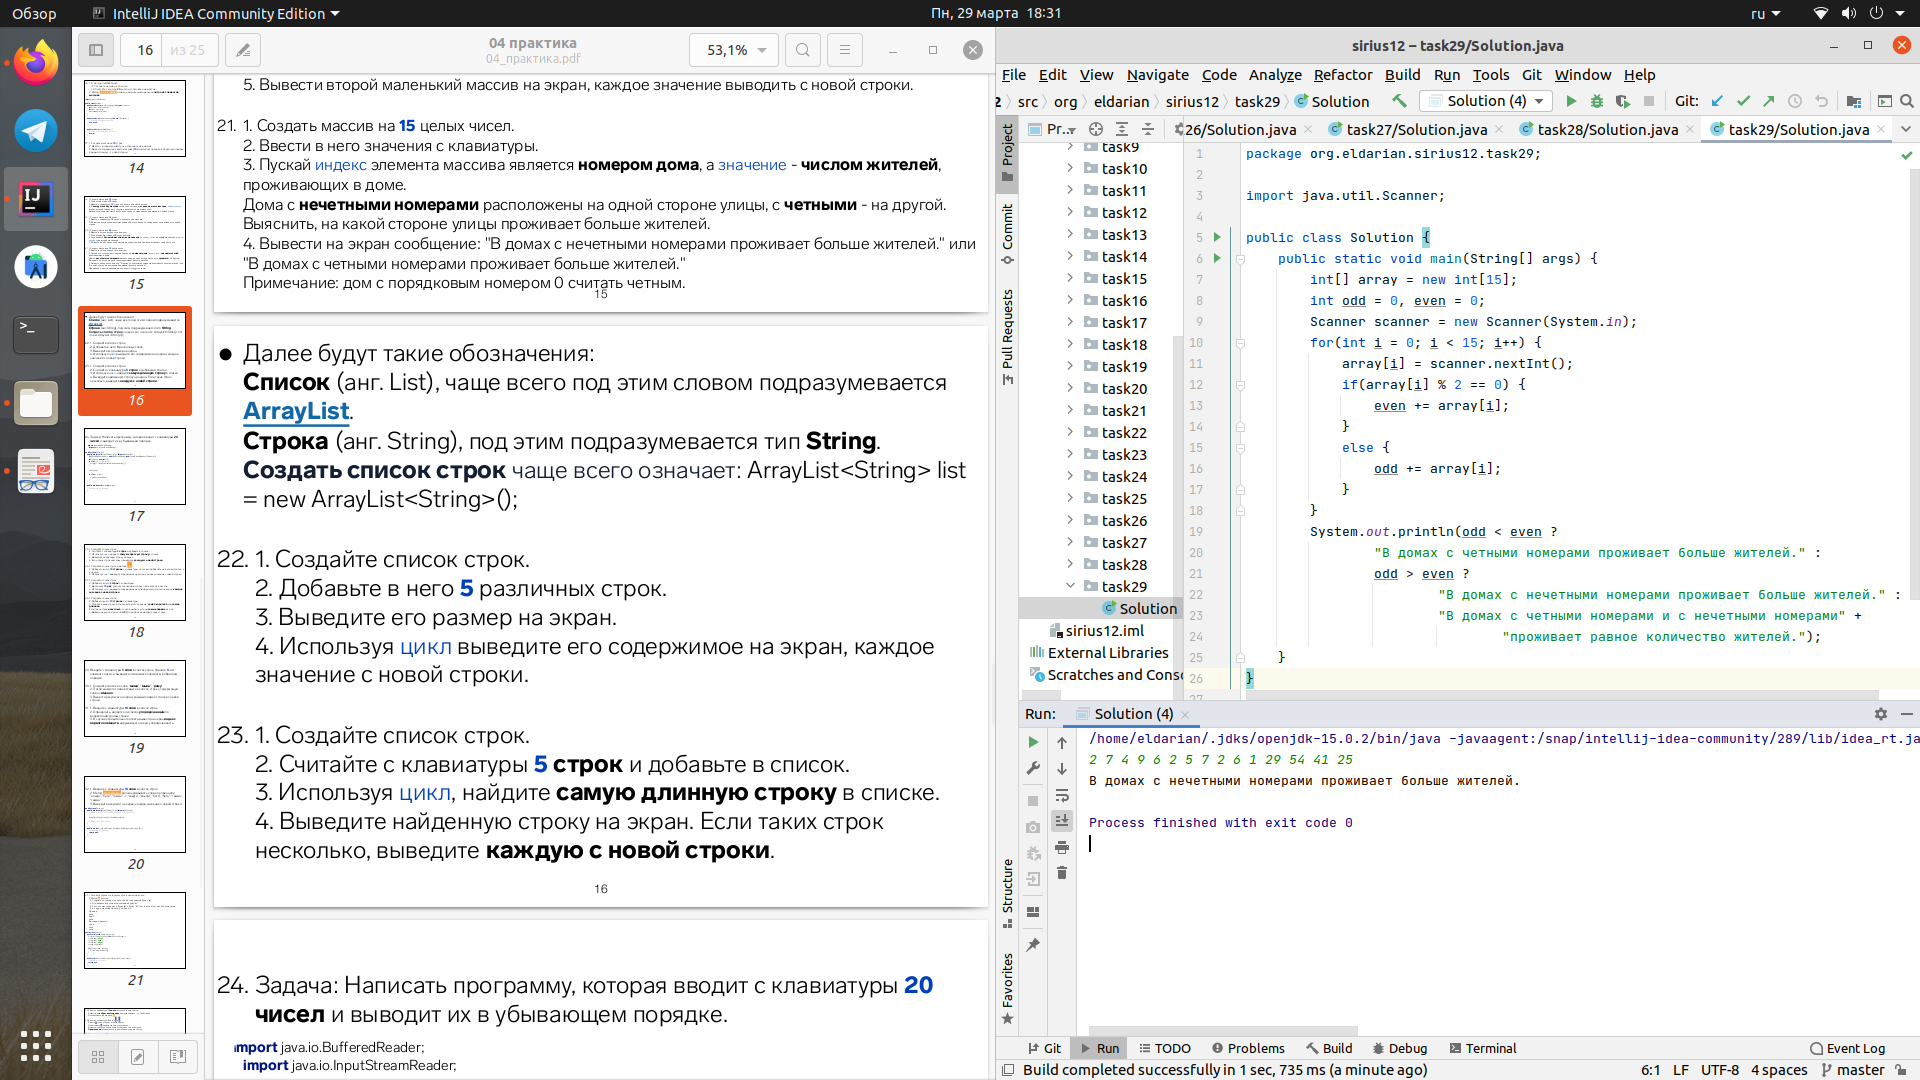 Обзор
IntelliJ IDEA Community Edition
Пн, 29 марта 18:31
ru
16 из 25
04 практика
04_практика.pdf
53,1%
14
15
16
17
18
19
20
21
5. Вывести второй маленький массив на экран, каждое значение выводить с новой строки.
21. 1. Создать массив на 15 целых чисел.
2. Ввести в него значения с клавиатуры.
3. Пускай индекс элемента массива является номером дома, а значение - числом жителей,
проживающих в доме.
Дома с нечетными номерами расположены на одной стороне улицы, с четными - на другой.
Выяснить, на какой стороне улицы проживает больше жителей.
4. Вывести на экран сообщение: "В домах с нечетными номерами проживает больше жителей." или
"В домах с четными номерами проживает больше жителей."
Примечание: дом с порядковым номером 0 считать четным.
15
● Далее будут такие обозначения:
Список (анг. List), чаще всего под этим словом подразумевается
ArrayList.
Строка (анг. String), под этим подразумевается тип String.
Создать список строк чаще всего означает: ArrayList<String> list
= new ArrayList<String>();
22. 1. Создайте список строк.
2. Добавьте в него 5 различных строк.
3. Выведите его размер на экран.
4. Используя цикл выведите его содержимое на экран, каждое
значение с новой строки.
23. 1. Создайте список строк.
2. Считайте с клавиатуры 5 строк и добавьте в список.
3. Используя цикл, найдите самую длинную строку в списке.
4. Выведите найденную строку на экран. Если таких строк
несколько, выведите каждую с новой строки.
16
24. Задача: Написать программу, которая вводит с клавиатуры 20
чисел и выводит их в убывающем порядке.
import java.io.BufferedReader;
import java.io.InputStreamReader;
sirius12 – task29/Solution.java
File Edit View Navigate Code Analyze Refactor Build Run Tools Git Window Help
2 〉 src 〉 org 〉 eldarian 〉 sirius12 〉 task29 〉 Solution
Solution (4)
Git:
Pr...
26/Solution.java
task27/Solution.java
task28/Solution.java
task29/Solution.java
Project
Commit
Pull Requests
Structure
Favorites
task9
task10
task11
task12
task13
task14
task15
task16
task17
task18
task19
task20
task21
task22
task23
task24
task25
task26
task27
task28
task29
Solution
sirius12.iml
External Libraries
Scratches and Conso
1 package org.eldarian.sirius12.task29;
2
3 import java.util.Scanner;
4
5 public class Solution {
6 public static void main(String[] args) {
7 int[] array = new int[15];
8 int odd = 0, even = 0;
9 Scanner scanner = new Scanner(System.in);
10 for(int i = 0; i < 15; i++) {
11 array[i] = scanner.nextInt();
12 if(array[i] % 2 == 0) {
13 even += array[i];
14 }
15 else {
16 odd += array[i];
17 }
18 }
19 System.out.println(odd < even ?
20 "В домах с четными номерами проживает больше жителей." :
21 odd > even ?
22 "В домах с нечетными номерами проживает больше жителей." :
23 "В домах с четными номерами и с нечетными номерами" +
24 "проживает равное количество жителей.");
25 }
26 }
27
Run: Solution (4)
/home/eldarian/.jdks/openjdk-15.0.2/bin/java -javaagent:/snap/intellij-idea-community/289/lib/idea_rt.ja
2 7 4 9 6 2 5 7 2 6 1 29 54 41 25
В домах с нечетными номерами проживает больше жителей.
Process finished with exit code 0
Git Run TODO Problems Build Debug Terminal Event Log
Build completed successfully in 1 sec, 735 ms (a minute ago)
6:1 LF UTF-8 4 spaces master